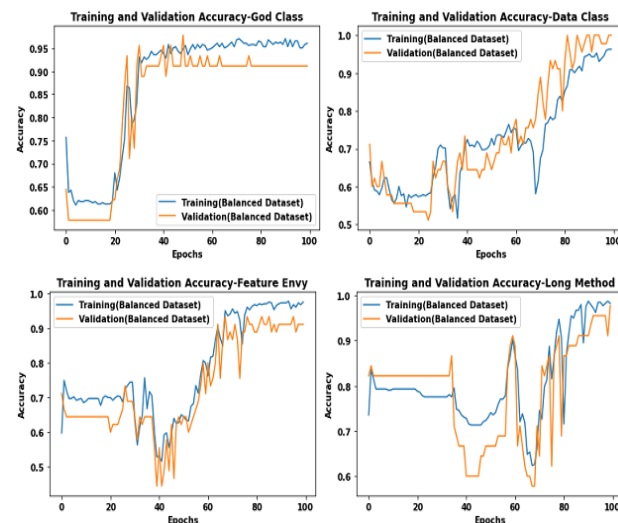 Training and Validation Accuracy-God Class
Accuracy
0.95
0.90
0.85
0.80
0.75
0.70
0.65
0.60
Training(Balanced Dataset)
Validation(Balanced Dataset)
0
20
40
60
80
100
Epochs
Training and Validation Accuracy-Data Class
Accuracy
1.0
0.9
0.8
0.7
0.6
0.5
Training(Balanced Dataset)
Validation(Balanced Dataset)
0
20
40
60
80
100
Epochs
Training and Validation Accuracy-Feature Envy
Accuracy
1.0
0.9
0.8
0.7
0.6
0.5
Training(Balanced Dataset)
Validation(Balanced Dataset)
0
20
40
60
80
100
Epochs
Training and Validation Accuracy-Long Method
Accuracy
1.0
0.9
0.8
0.7
0.6
Training(Balanced Dataset)
Validation(Balanced Dataset)
0
20
40
60
80
100
Epochs